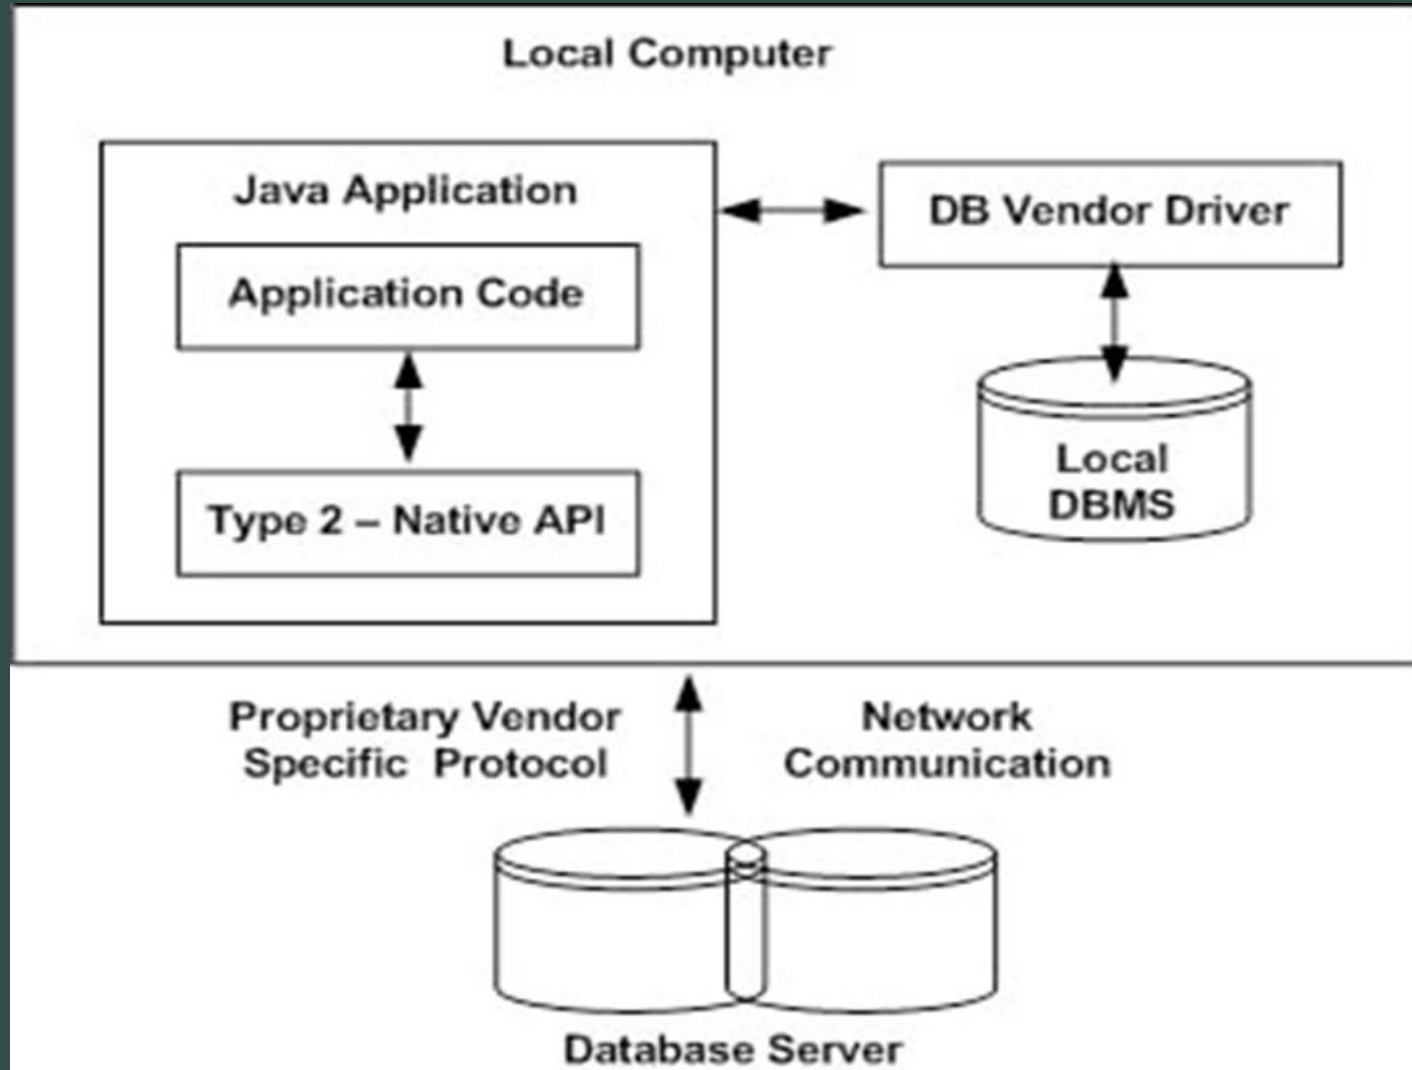 Local Computer
Java Application
DB Vendor Driver
Application Code
Local
DBMS
Type 2 – Native API
Proprietary Vendor
Specific Protocol
Network
Communication
Database Server